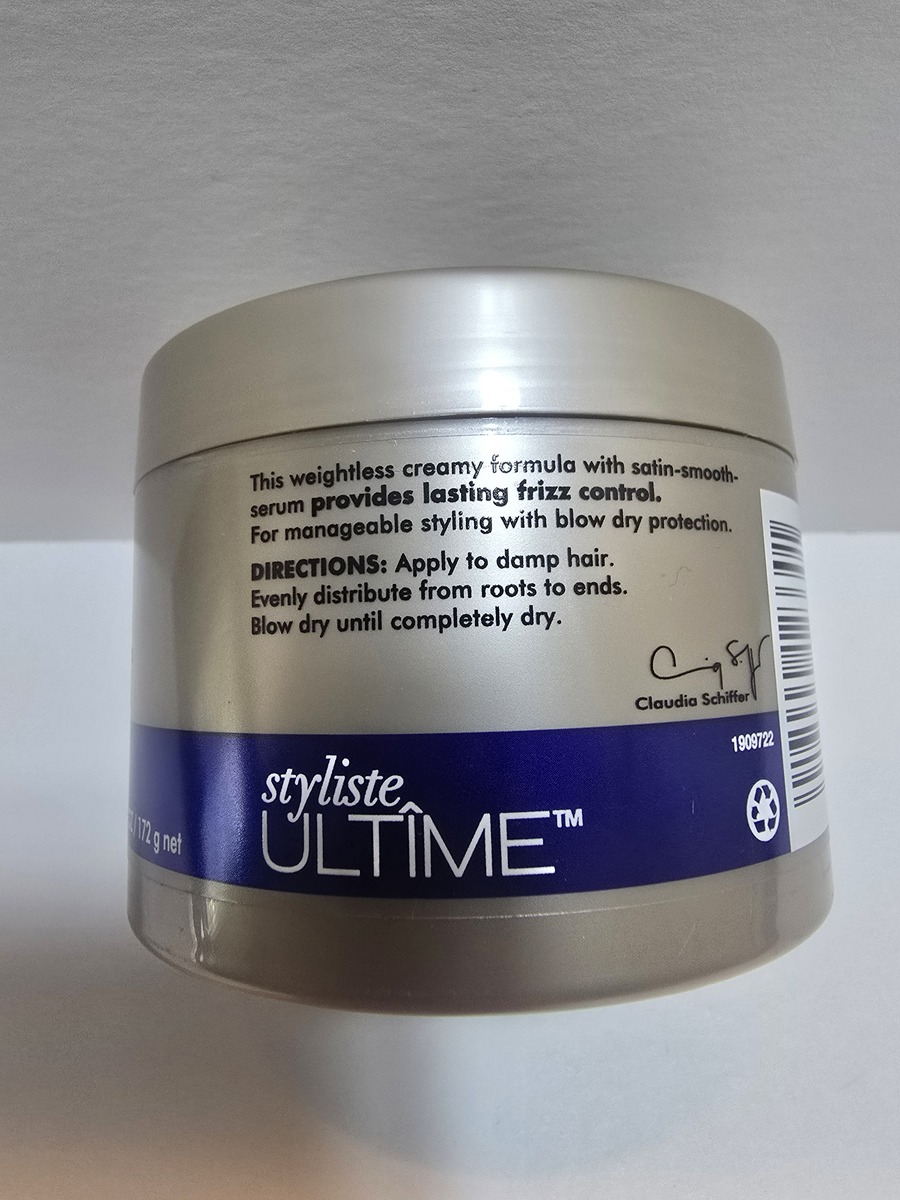 This weightless creamy formula with satin-smooth-
serum provides lasting frizz control.
For manageable styling with blow dry protection.
DIRECTIONS: Apply to damp hair.
Evenly distribute from roots to ends.
Blow dry until completely dry.
Claudia Schiffer
1909722
styliste
ULTÎME™
/172 g net